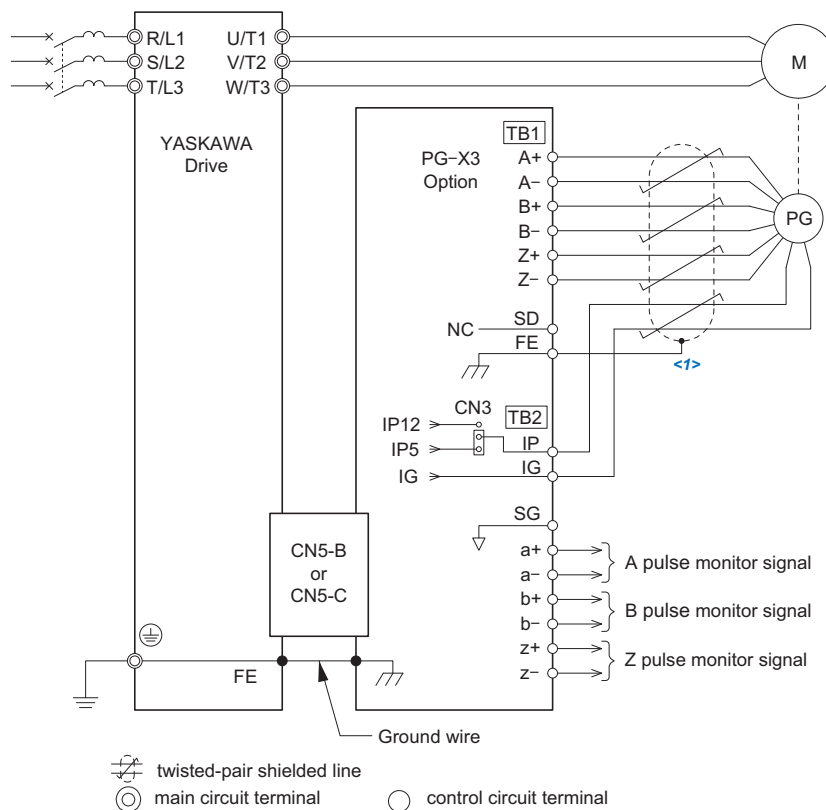 R/L1
U/T1
S/L2
V/T2
T/L3
W/T3
M
YASKAWA
Drive
PG−X3
Option
TB1
A+
A−
B+
B−
Z+
Z−
PG
NC
SD
FE
<1>
CN3
TB2
IP12
IP5
IP
IG
IG
SG
CN5-B
or
CN5-C
a+
a−
A pulse monitor signal
b+
b−
B pulse monitor signal
z+
z−
Z pulse monitor signal
FE
Ground wire
twisted-pair shielded line
main circuit terminal
control circuit terminal